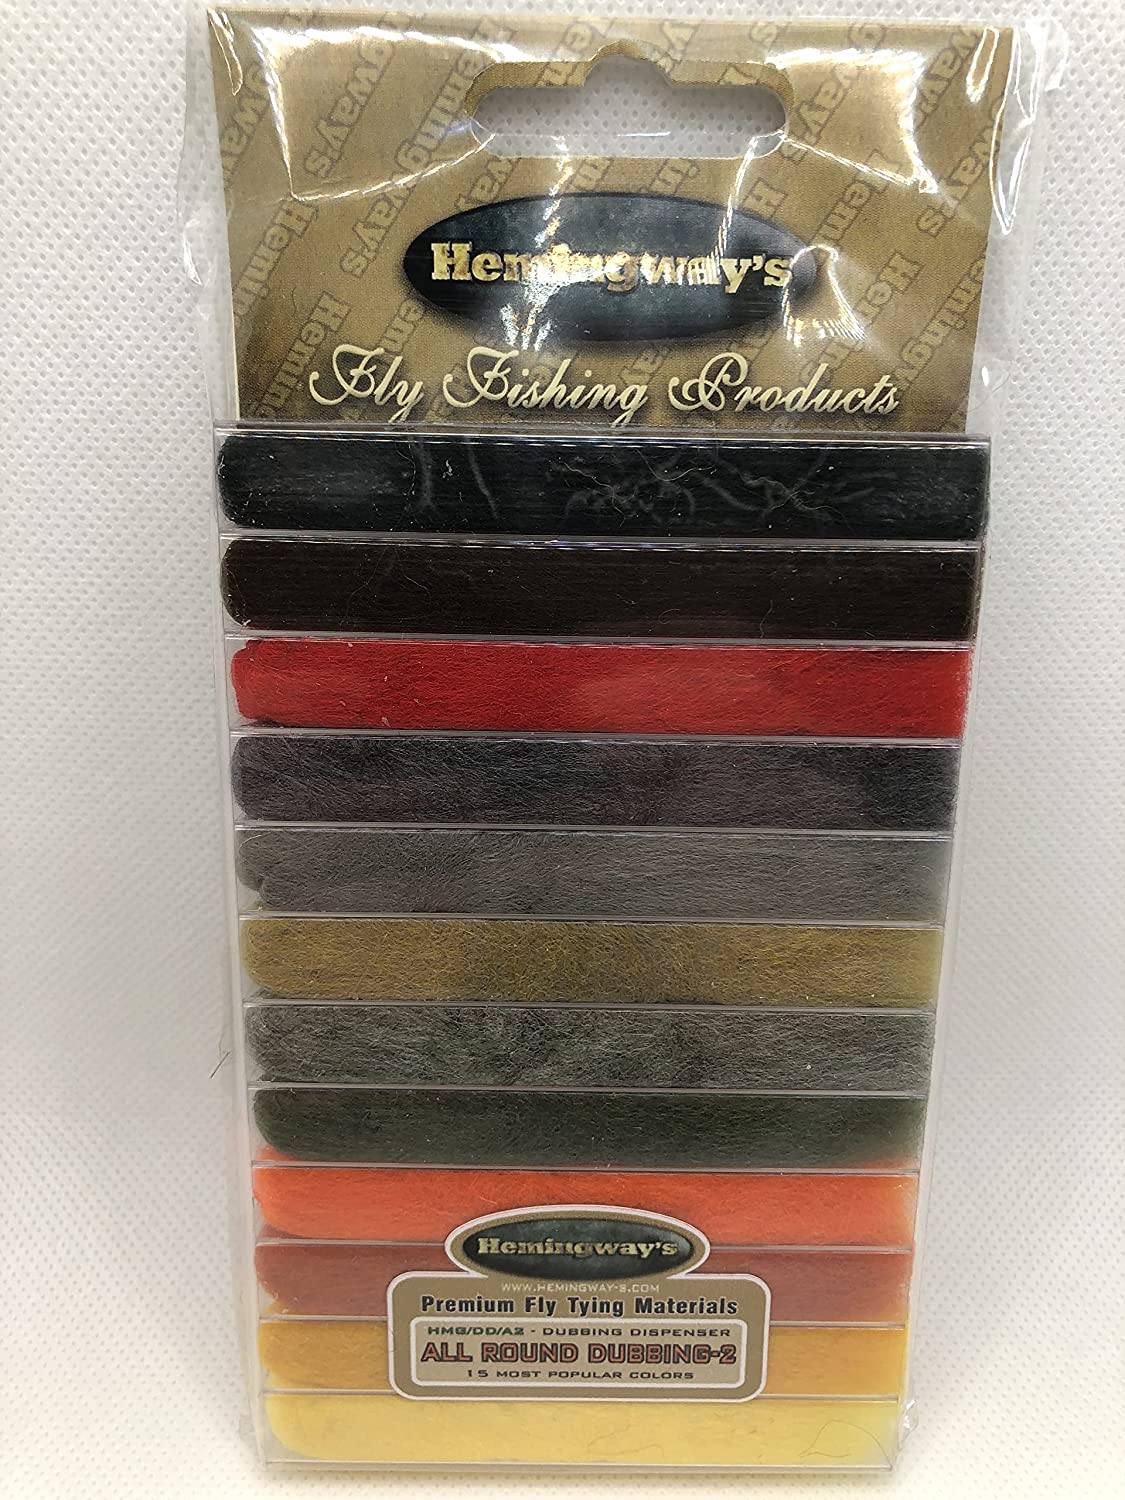 Hemingway's
Fly Fishing Products
Hemingway's
WWW.HEMINGWAY-S.COM
Premium Fly Tying Materials
HMG/DD/A2 - DUBBING DISPENSER
ALL ROUND DUBBING-2
15 MOST POPULAR COLORS